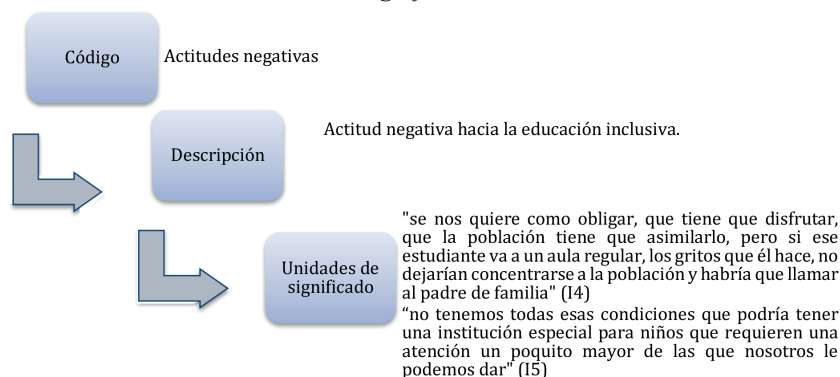 Código
Actitudes negativas
Descripción
Actitud negativa hacia la educación inclusiva.
Unidades de
significado
"se nos quiere como obligar, que tiene que disfrutar,
que la población tiene que asimilarlo, pero si ese
estudiante va a un aula regular, los gritos que él hace, no
dejarían concentrarse a la población y habría que llamar
al padre de familia" (I4)
“no tenemos todas esas condiciones que podría tener
una institución especial para niños que requieren una
atención un poquito mayor de las que nosotros le
podemos dar" (I5)